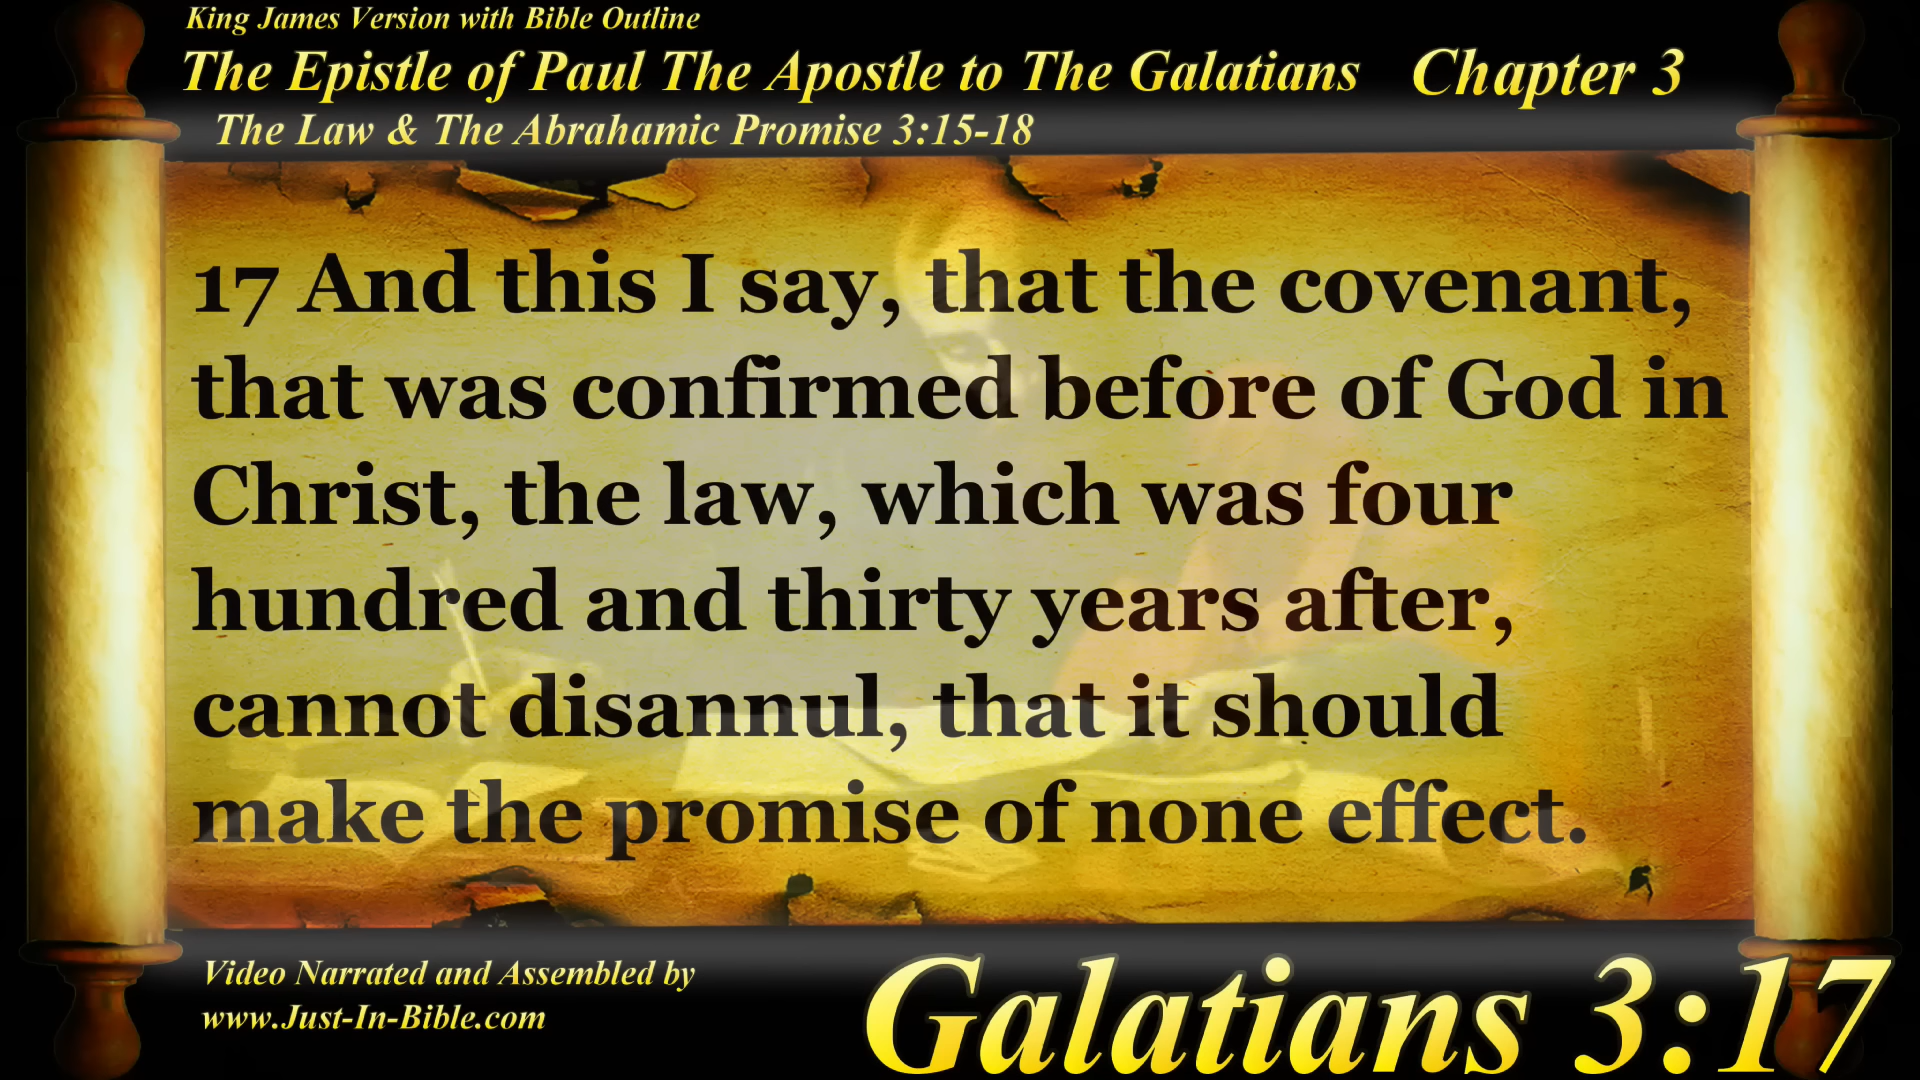 King James Version with Bible Outline
The Epistle of Paul The Apostle to The Galatians Chapter 3
The Law & The Abrahamic Promise 3:15-18
17 And this I say, that the covenant,
that was confirmed before of God in
Christ, the law, which was four
hundred and thirty years after,
cannot disannul, that it should
make the promise of none effect.
Video Narrated and Assembled by
www.Just-In-Bible.com
Galatians 3:17